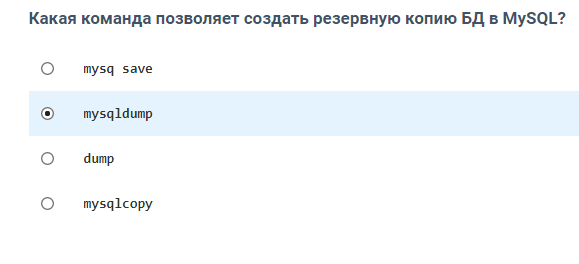 Какая команда позволяет создать резервную копию БД в MySQL?
mysq save
mysqldump
dump
mysqlcopy